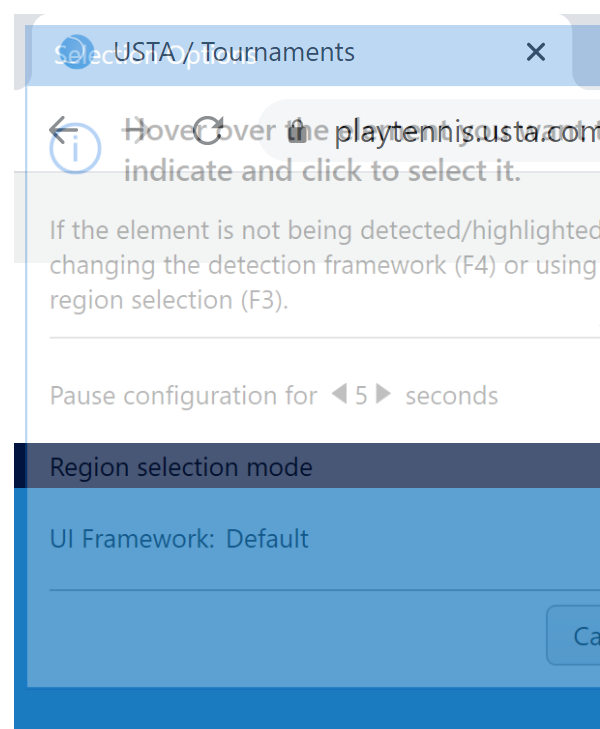 Selection Options
USTA / Tournaments
playtennis.usta.com
Hover over the element you want t
indicate and click to select it.
If the element is not being detected/highlighted
changing the detection framework (F4) or using
region selection (F3).
Pause configuration for 5 seconds
Region selection mode
UI Framework: Default
Ca